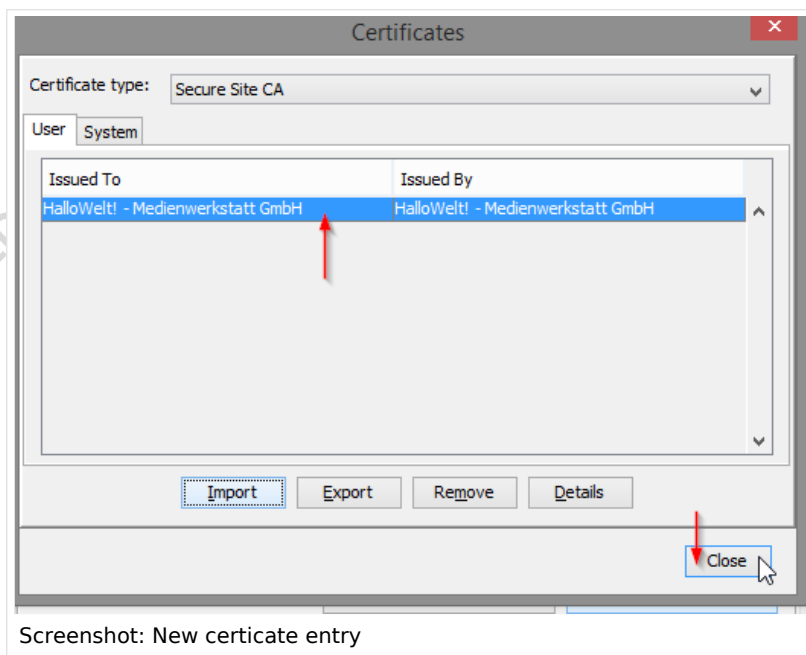 Certificates
Certificate type: Secure Site CA
User System
Issued To Issued By
HalloWelt! - Medienwerkstatt GmbH HalloWelt! - Medienwerkstatt GmbH
Import Export Remove Details
Close
Screenshot: New certicate entry